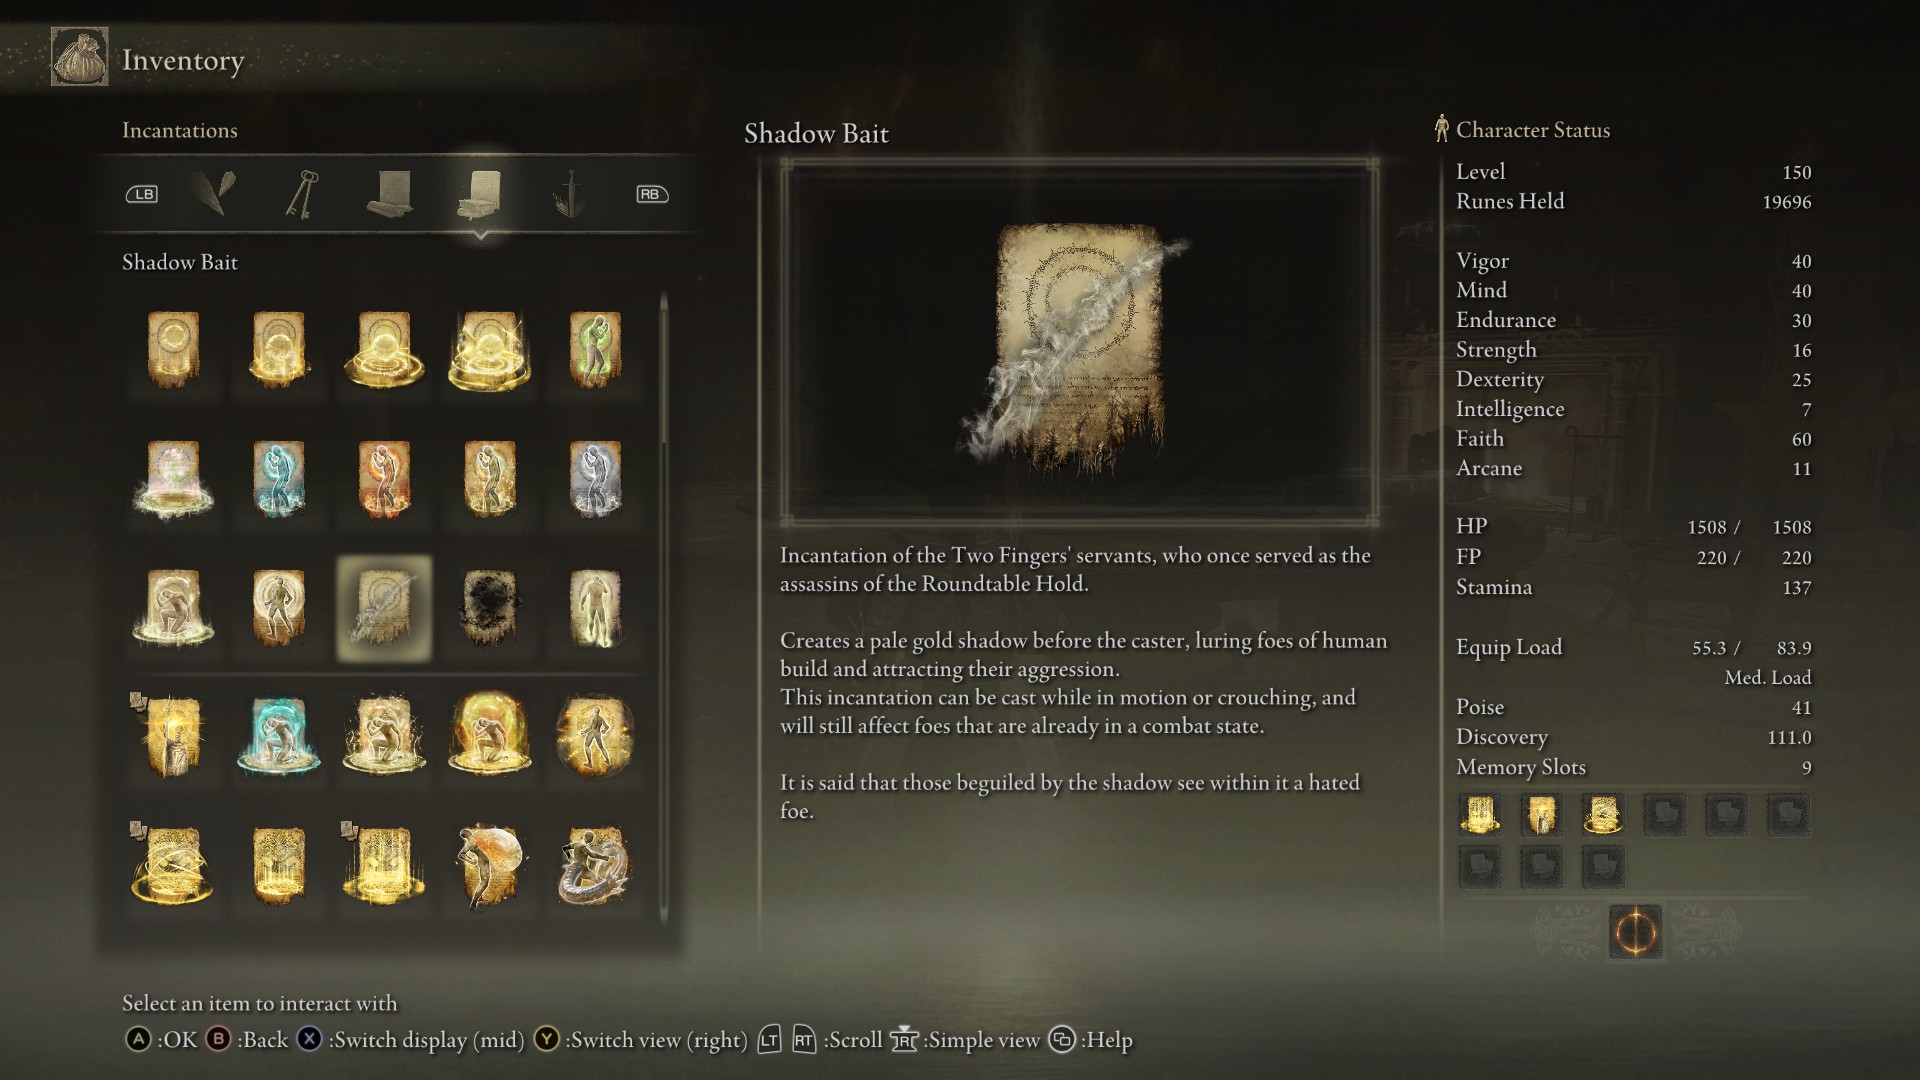 Inventory
Incantations
LB
RB
Shadow Bait
Shadow Bait
Incantation of the Two Fingers' servants, who once served as the
assassins of the Roundtable Hold.
Creates a pale gold shadow before the caster, luring foes of human
build and attracting their aggression.
This incantation can be cast while in motion or crouching, and
will still affect foes that are already in a combat state.
It is said that those beguiled by the shadow see within it a hated
foe.
Character Status
Level 150
Runes Held 19696
Vigor 40
Mind 40
Endurance 30
Strength 16
Dexterity 25
Intelligence 7
Faith 60
Arcane 11
HP 1508 / 1508
FP 220 / 220
Stamina 137
Equip Load 55.3 / 83.9
Med. Load
Poise 41
Discovery 111.0
Memory Slots 9
Select an item to interact with
A :OK B :Back X :Switch display (mid) Y :Switch view (right) LT RT :Scroll R :Simple view :Help